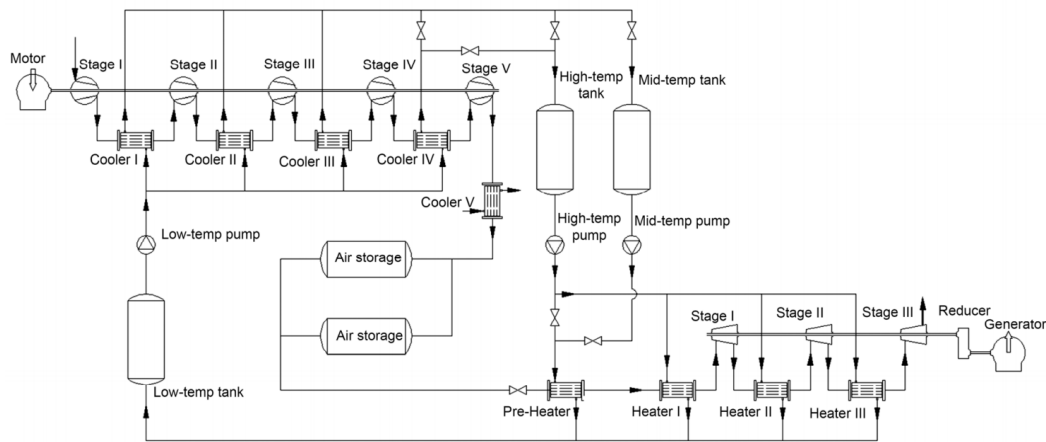 Motor
Stage I
Stage II
Stage III
Stage IV
Stage V
High-temp
tank
Mid-temp tank
Cooler I
Cooler II
Cooler III
Cooler IV
Cooler V
High-temp
pump
Mid-temp pump
Low-temp pump
Air storage
Air storage
Stage I
Stage II
Stage III
Reducer
Generator
Low-temp tank
Pre-Heater
Heater I
Heater II
Heater III